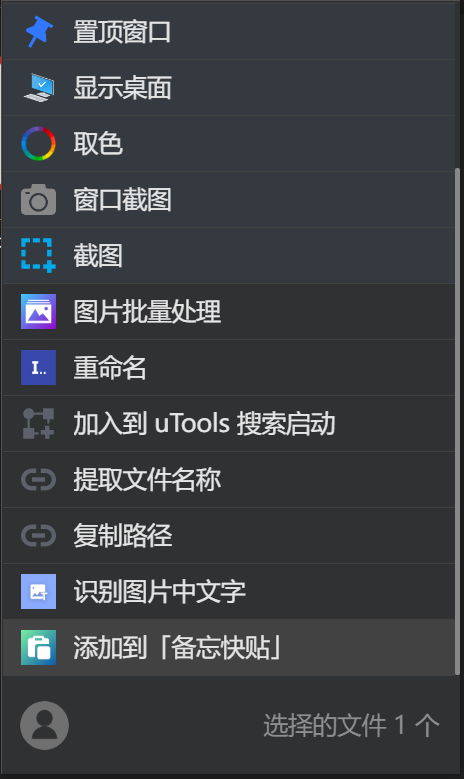 置顶窗口
显示桌面
取色
窗口截图
截图
图片批量处理
I..
重命名
加入到 uTools 搜索启动
提取文件名称
复制路径
识别图片中文字
添加到「备忘快贴」
选择的文件 1 个